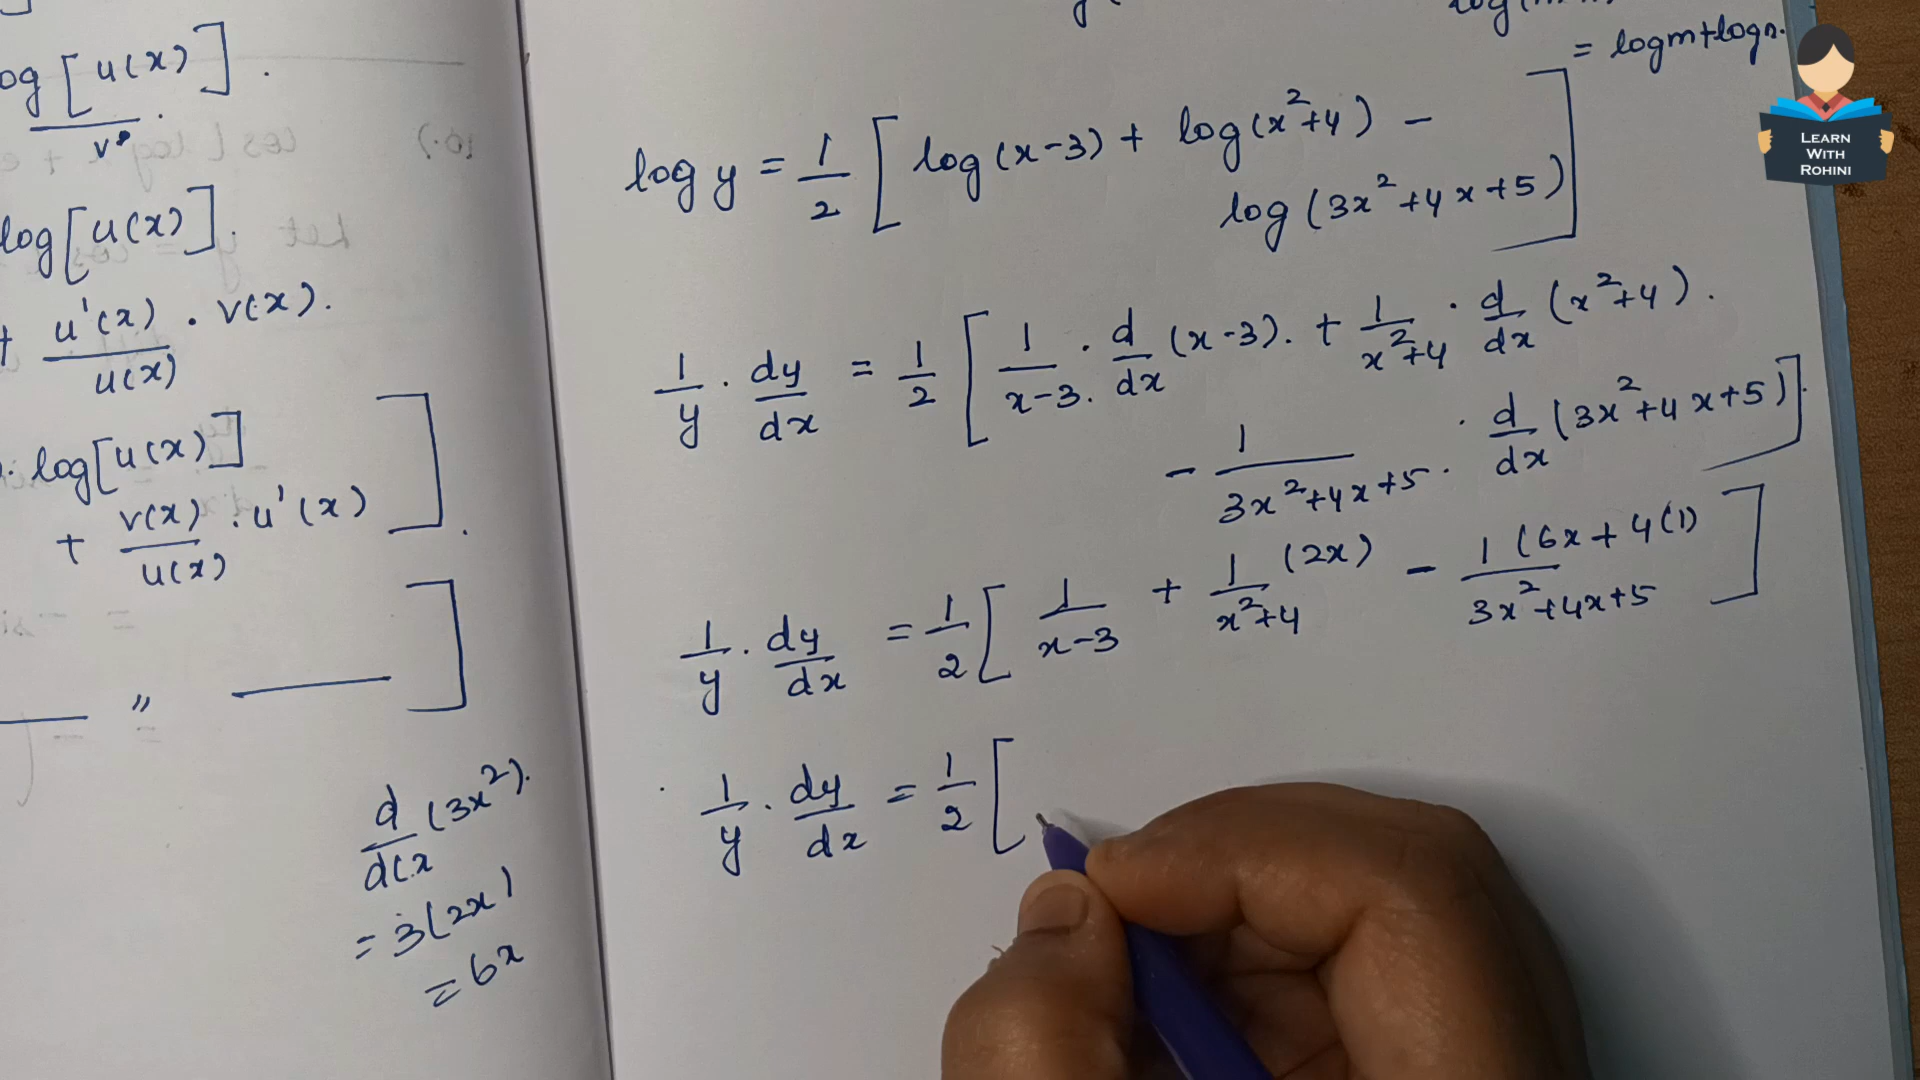 log[u(x)].
v
log[u(x)].
+ u'(x)/u(x) . v(x).
. log[u(x)]
+ v(x)/u(x) . u'(x) ] .
—— " —— ]
d/dx (3x²).
= 3(2x)
= 6x
= logm+logn.
log y = 1/2 [ log(x-3) + log(x²+4) -
log(3x²+4x+5) ]
1/y . dy/dx = 1/2 [ 1/x-3 . d/dx (x-3). + 1/x²+4 . d/dx (x²+4).
- 1/3x²+4x+5 . d/dx (3x²+4x+5) ].
1/y . dy/dx = 1/2 [ 1/x-3 + 1/x²+4 (2x) - 1(6x+4(1)/3x²+4x+5 ]
1/y . dy/dx = 1/2 [
LEARN
WITH
ROHINI